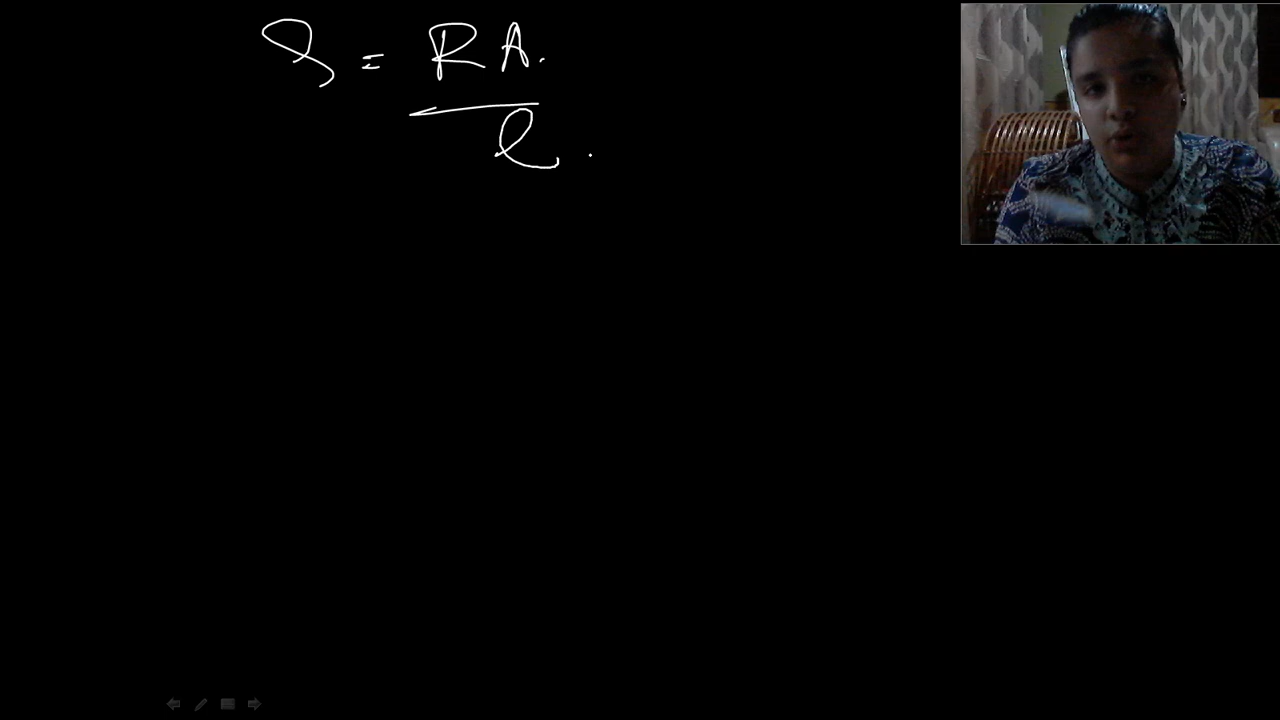 ρ = RA.
l.